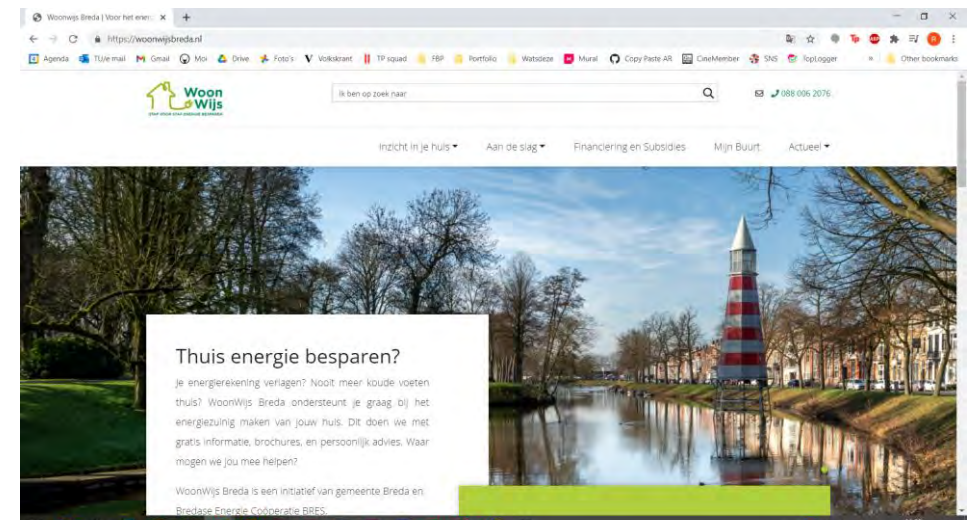 Woonwijs Breda | Voor het ener
https://woonwijsbreda.nl
Agenda TU/e mail Gmail Moi Drive Foto's Volkskrant TP squad FBP Portfolio Watsdeze Mural Copy Paste AR CineMember SNS TopLogger » Other bookmarks
Woon
Wijs
STAP VOOR STAP ENERGIE BESPAREN
Ik ben op zoek naar
088 006 2076
Inzicht in je huis
Aan de slag
Financiering en Subsidies
Mijn Buurt
Actueel
Thuis energie besparen?
Je energierekening verlagen? Nooit meer koude voeten
thuis? WoonWijs Breda ondersteunt je graag bij het
energiezuinig maken van jouw huis. Dit doen we met
gratis informatie, brochures, en persoonlijk advies. Waar
mogen we jou mee helpen?
WoonWijs Breda is een initiatief van gemeente Breda en
Bredase Energie Coöperatie BRES.